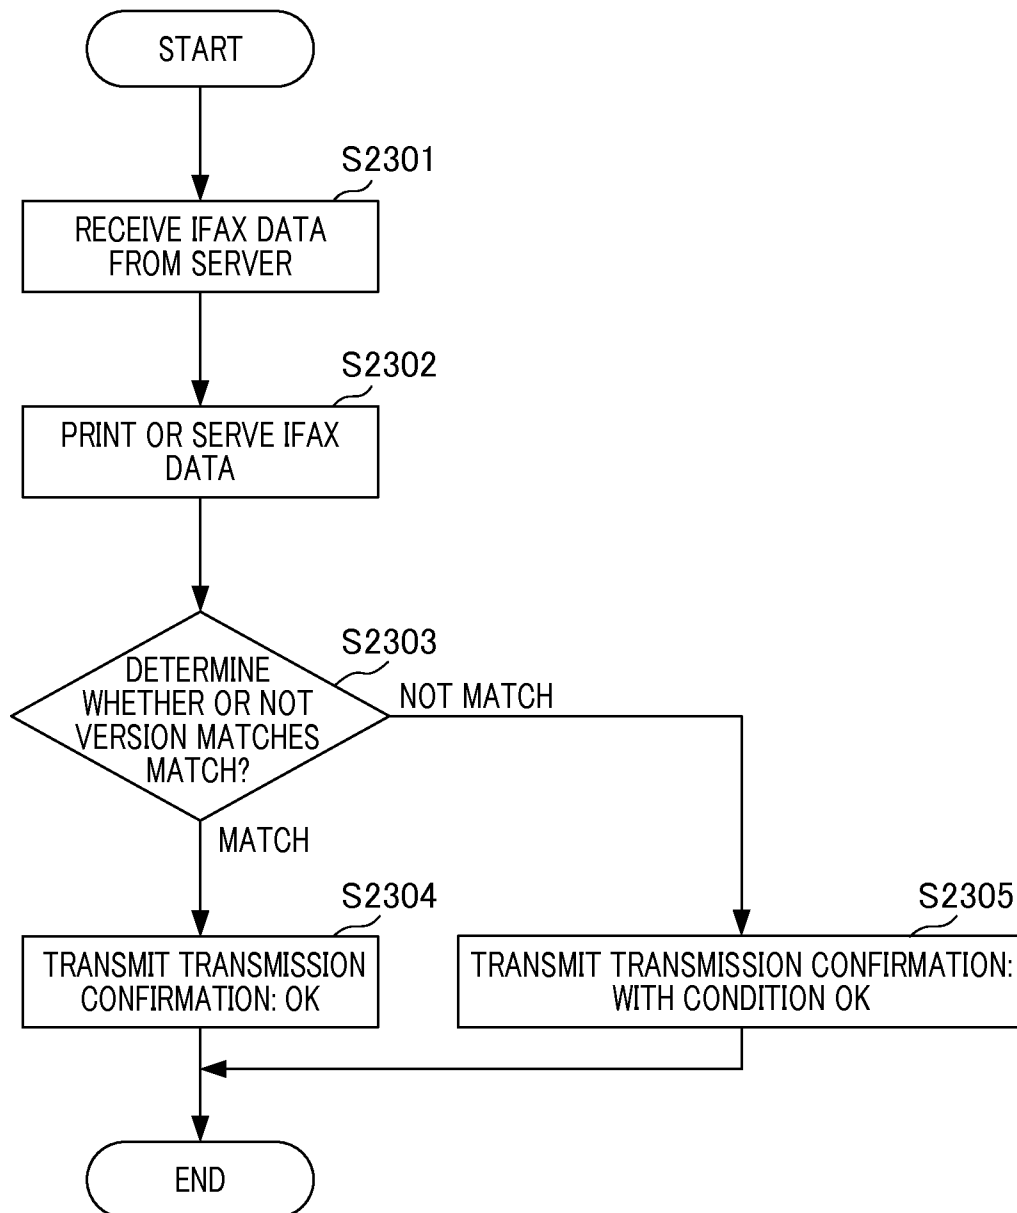 START
S2301
RECEIVE IFAX DATA
FROM SERVER
S2302
PRINT OR SERVE IFAX
DATA
S2303
DETERMINE
WHETHER OR NOT
VERSION MATCHES
MATCH?
NOT MATCH
MATCH
S2304
TRANSMIT TRANSMISSION
CONFIRMATION: OK
S2305
TRANSMIT TRANSMISSION CONFIRMATION:
WITH CONDITION OK
END